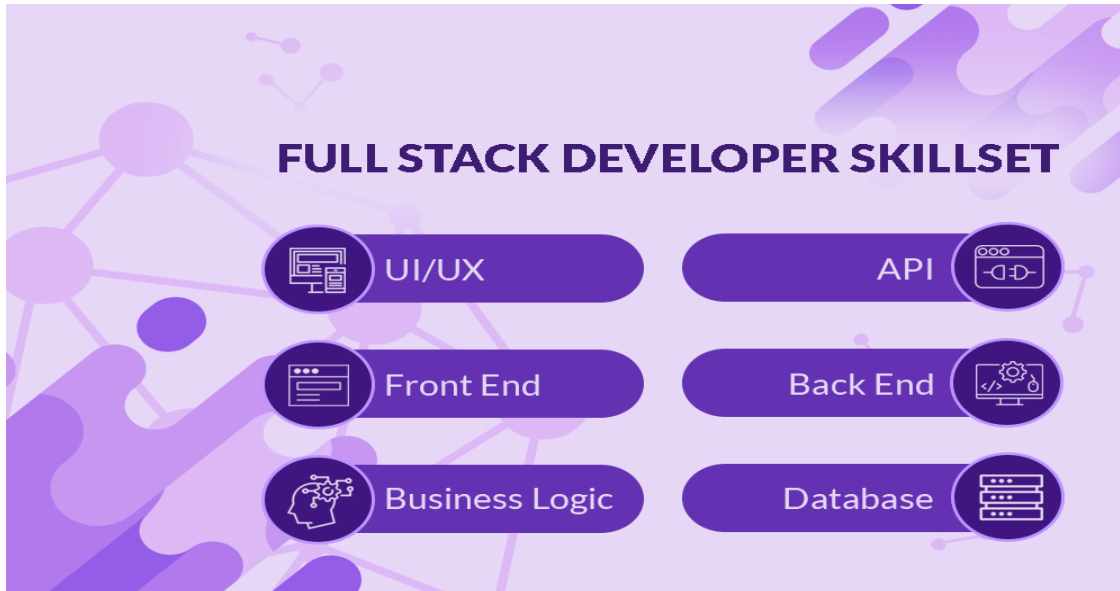 FULL STACK DEVELOPER SKILLSET
UI/UX
API
Front End
Back End
</>
Business Logic
Database